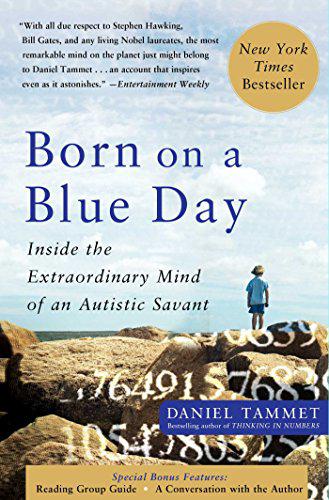 "With all due respect to Stephen Hawking,
Bill Gates, and any living Nobel laureates, the most
remarkable mind on the planet just might belong
to Daniel Tammet . . . an account that inspires
even as it astonishes." —Entertainment Weekly
New York
Times
Bestseller
Born on a
Blue Day
Inside the
Extraordinary Mind
of an Autistic Savant
DANIEL TAMMET
Bestselling author of THINKING IN NUMBERS
Special Bonus Features:
Reading Group Guide • A Conversation with the Author